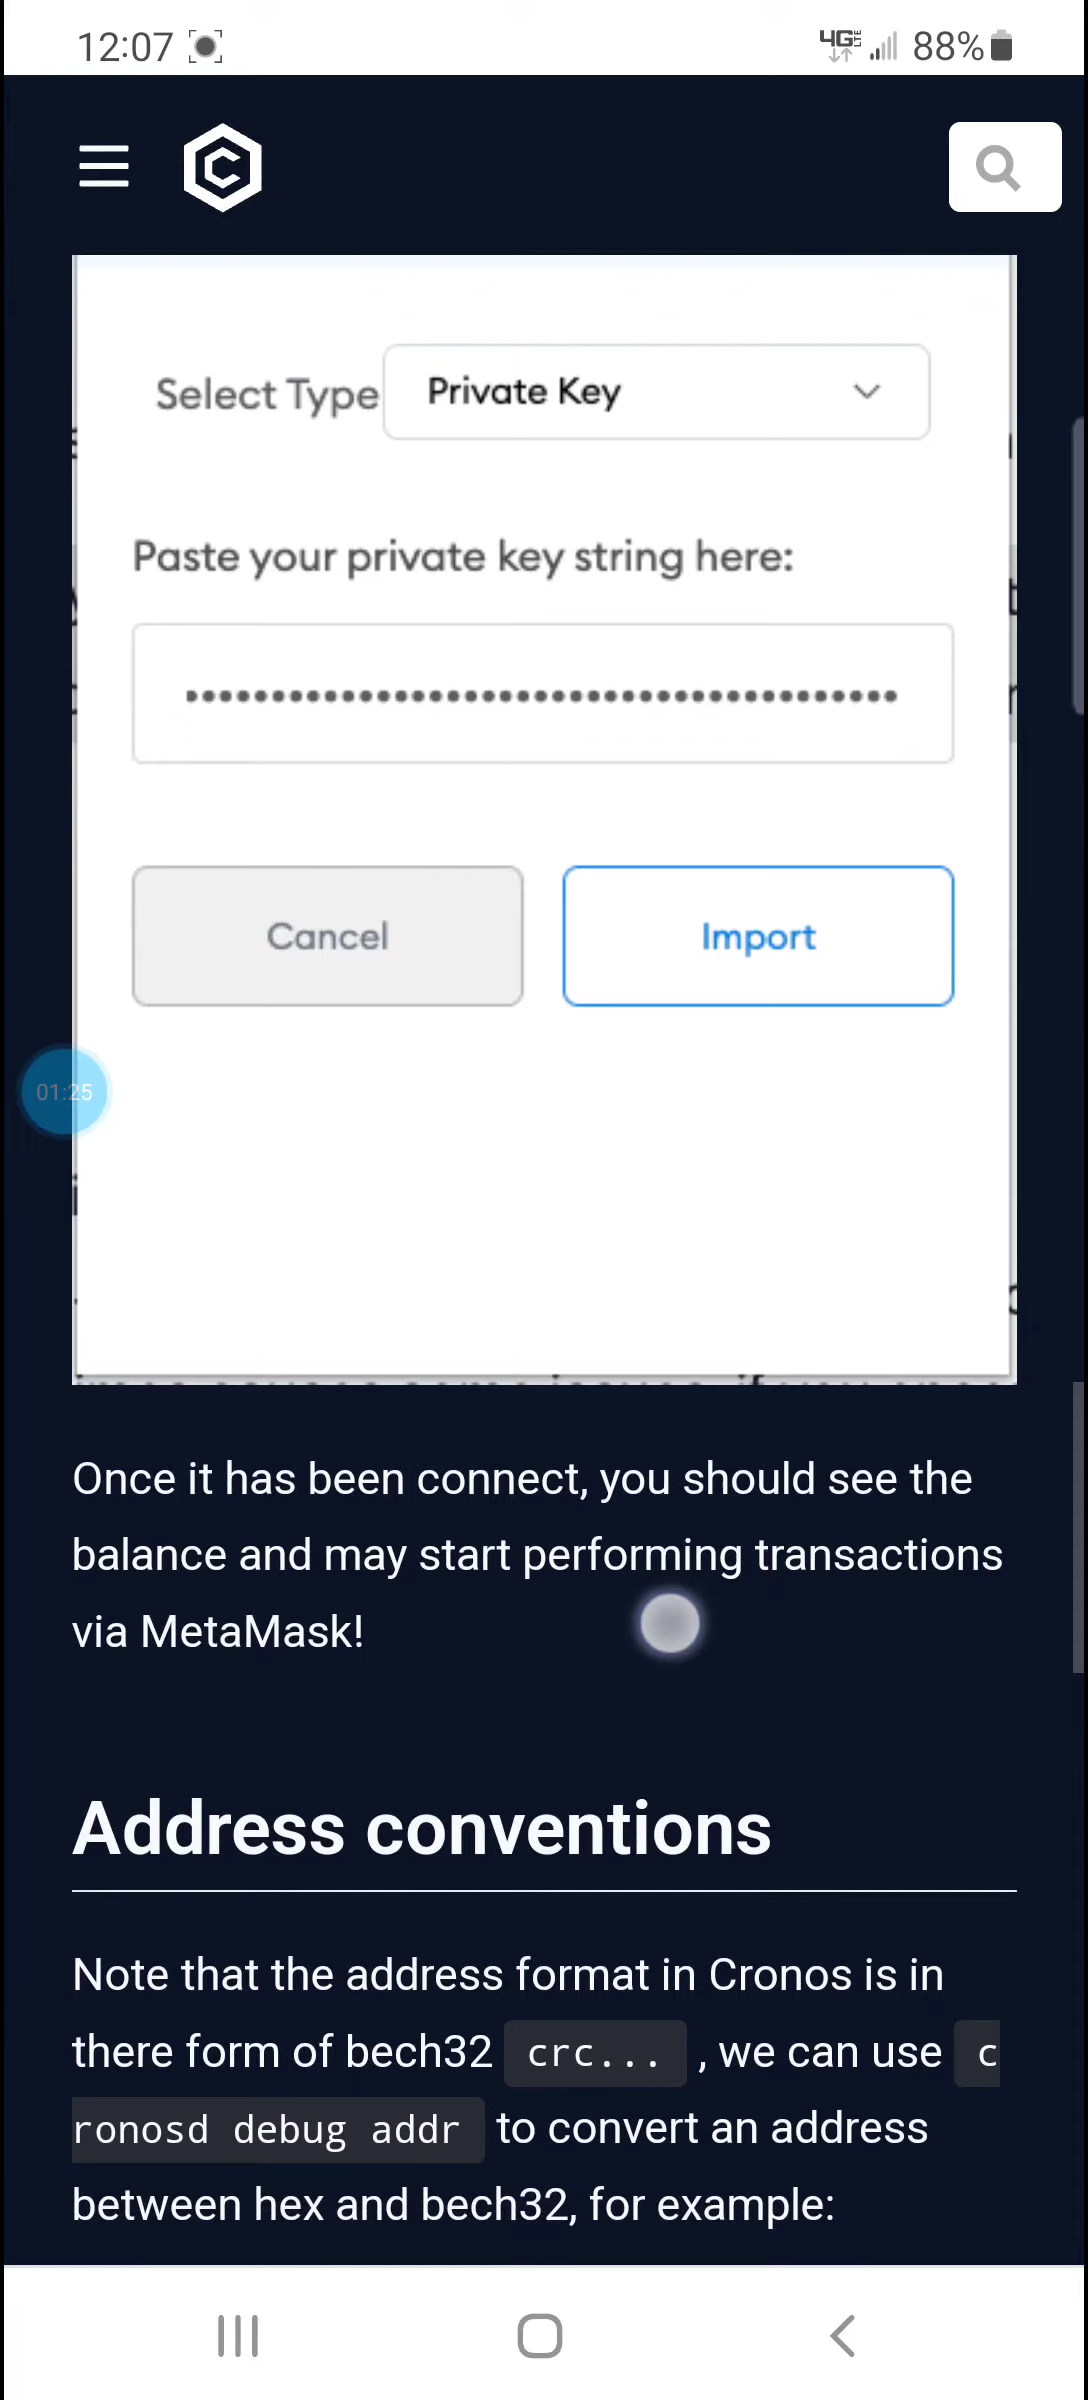 12:07
4G LTE 88%
Select Type Private Key
Paste your private key string here:
Cancel Import
01:25
Once it has been connect, you should see the
balance and may start performing transactions
via MetaMask!
Address conventions
Note that the address format in Cronos is in
there form of bech32 crc... , we can use c
ronosd debug addr to convert an address
between hex and bech32, for example: